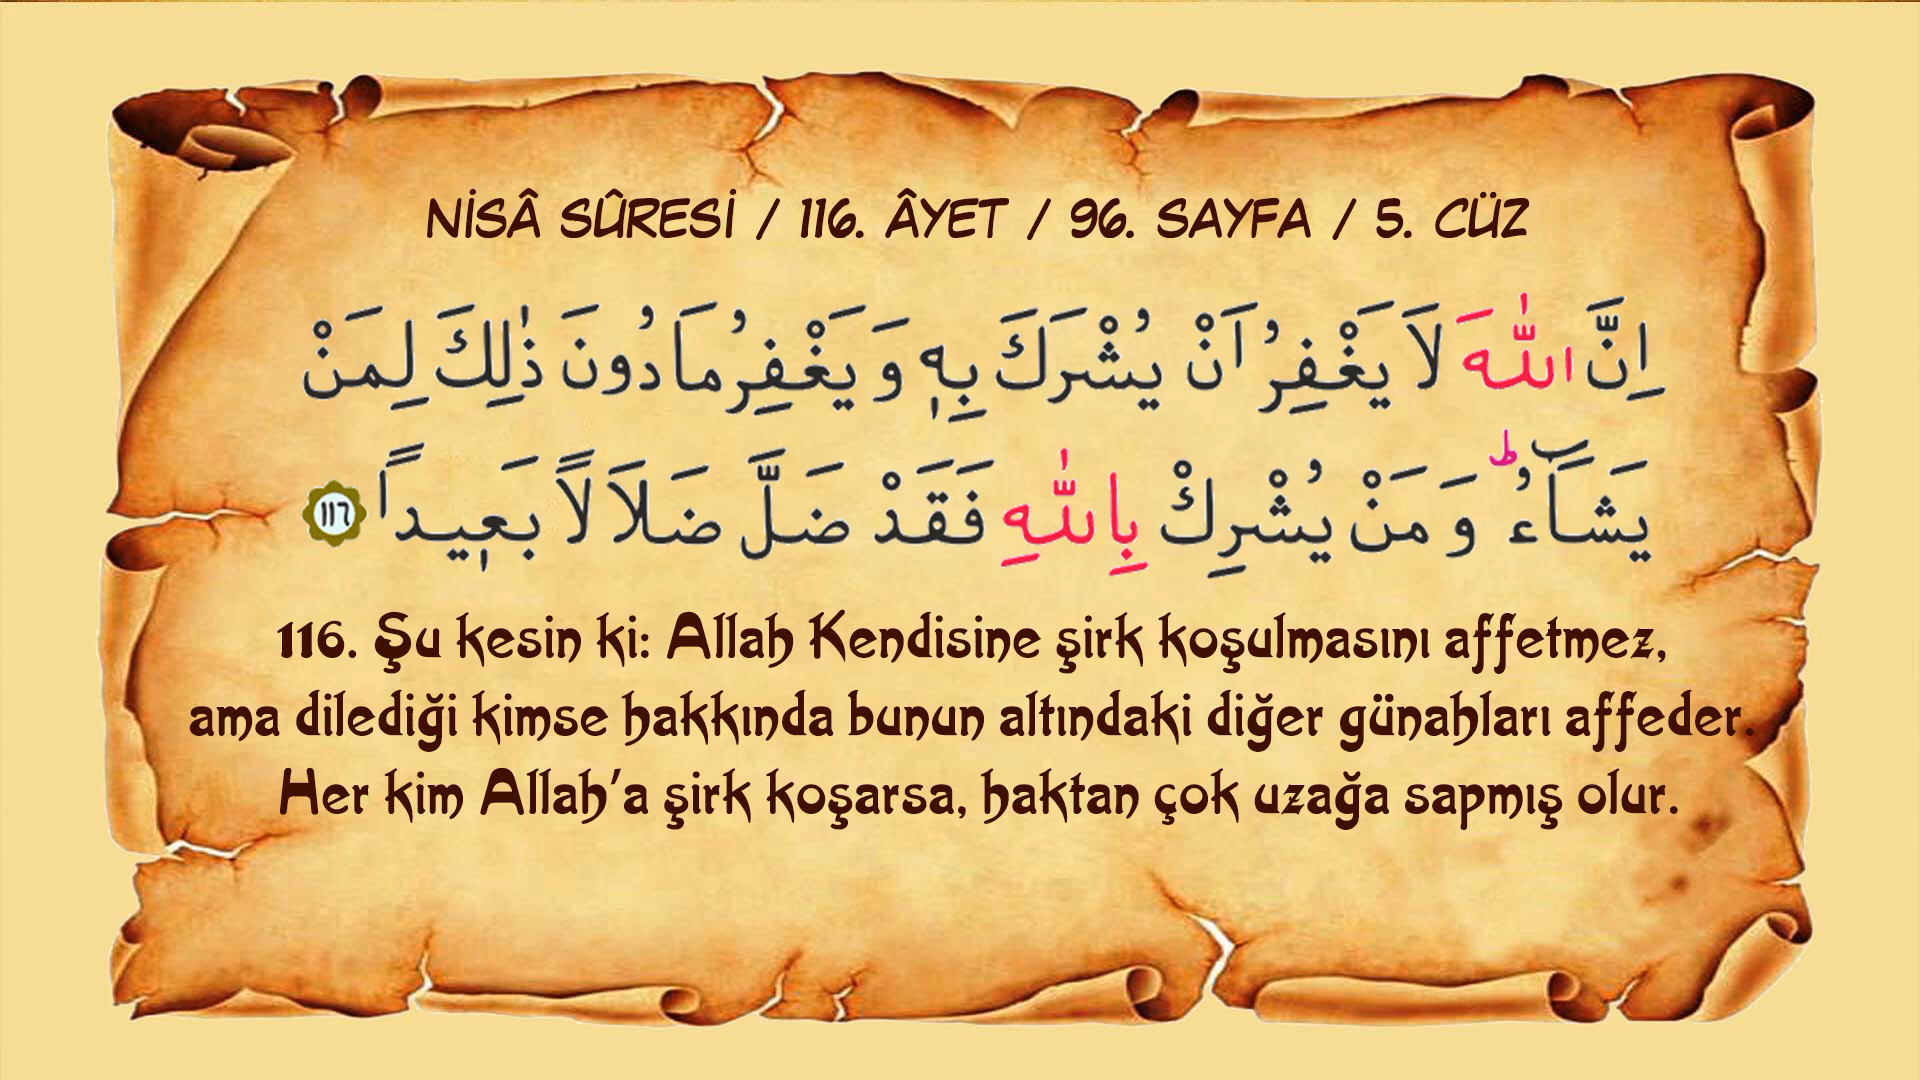 NİSÂ SÛRESİ / 116. ÂYET / 96. SAYFA / 5. CÜZ
اِنَّ اللّٰهَ لَا يَغْفِرُ اَنْ يُشْرَكَ بِهٖ وَيَغْفِرُ مَادُونَ ذٰلِكَ لِمَنْ
يَشَٓاءُۜ وَمَنْ يُشْرِكْ بِاللّٰهِ فَقَدْ ضَلَّ ضَلَالًا بَعٖيدًا ١١٦
116. Şu kesin ki: Allah Kendisine şirk koşulmasını affetmez,
ama dilediği kimse hakkında bunun altındaki diğer günahları affeder.
Her kim Allah'a şirk koşarsa, haktan çok uzağa sapmış olur.